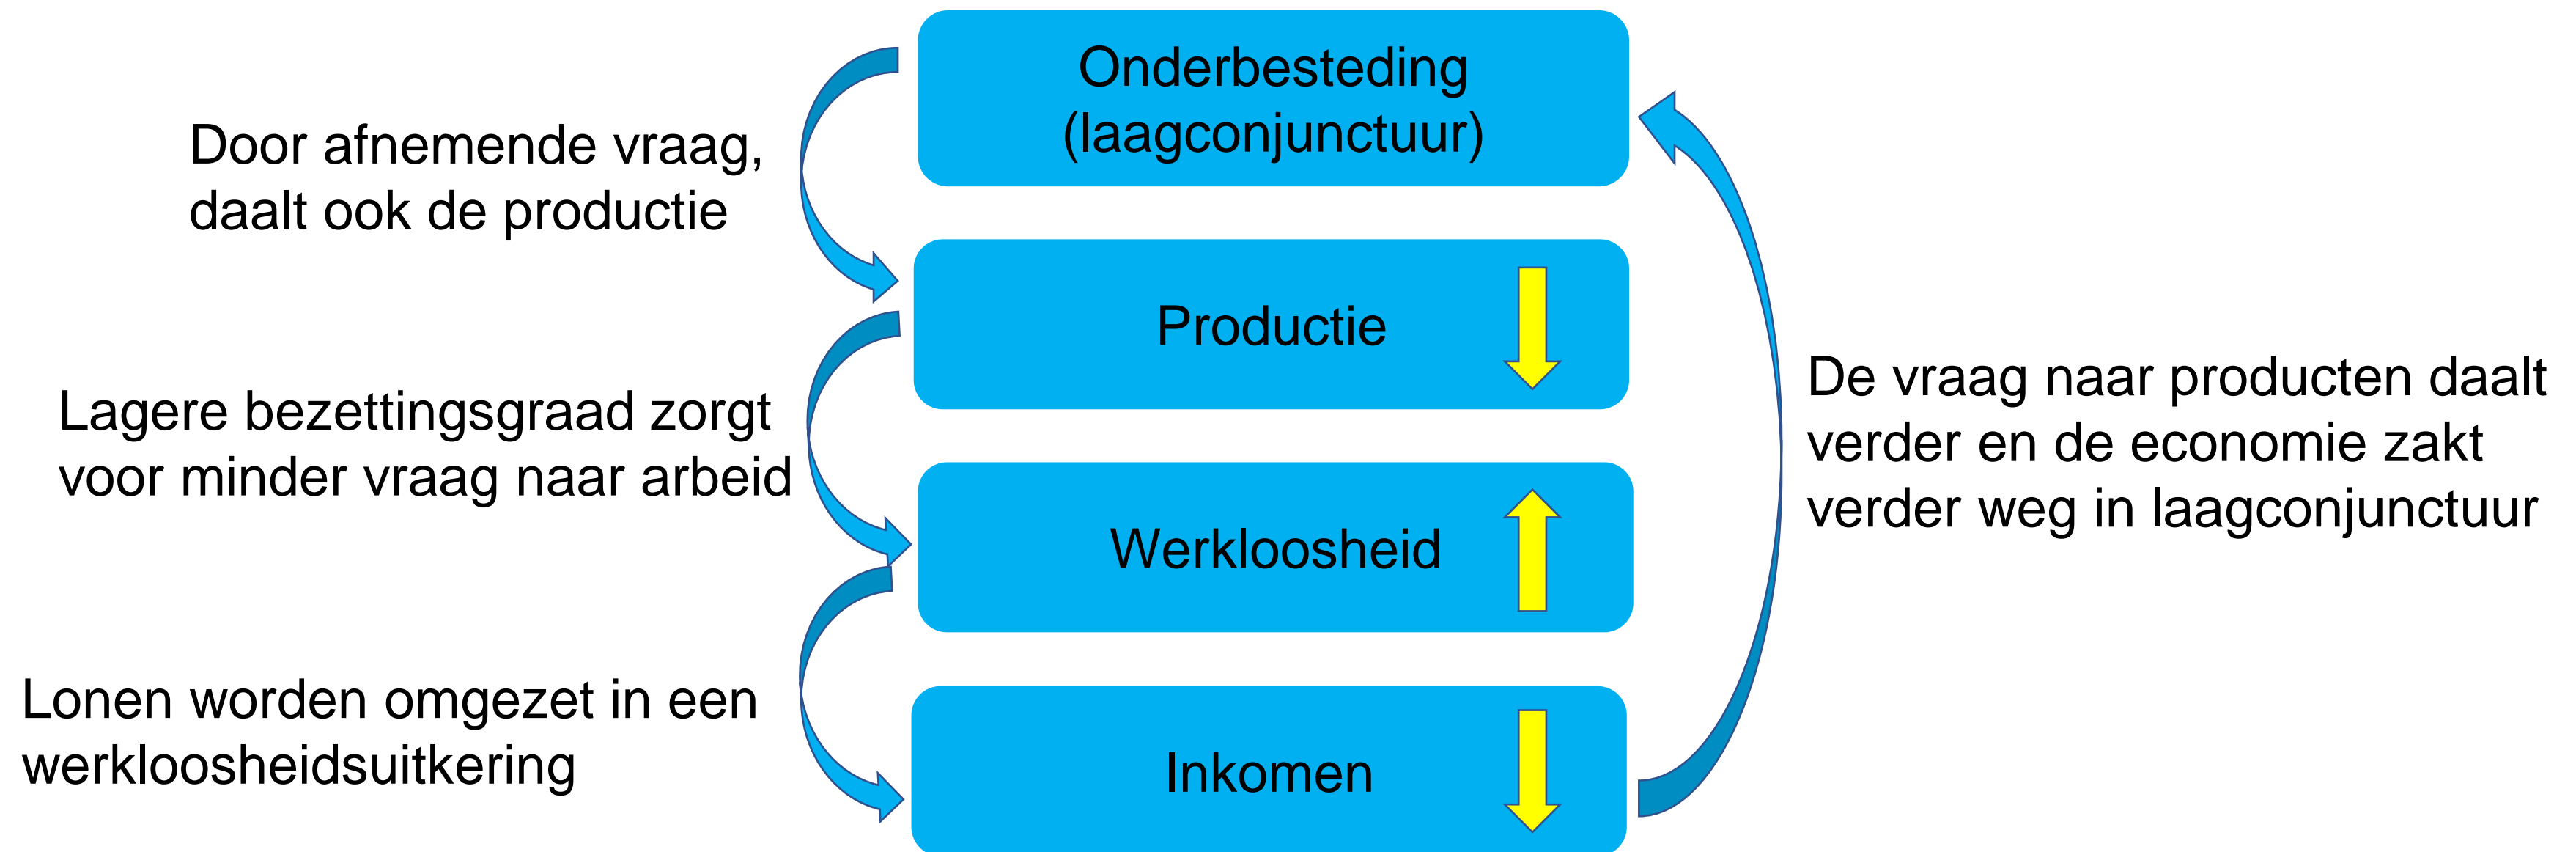 Onderbesteding
(laagconjunctuur)
Door afnemende vraag,
daalt ook de productie
Productie
Lagere bezettingsgraad zorgt
voor minder vraag naar arbeid
Werkloosheid
Lonen worden omgezet in een
werkloosheidsuitkering
Inkomen
De vraag naar producten daalt
verder en de economie zakt
verder weg in laagconjunctuur